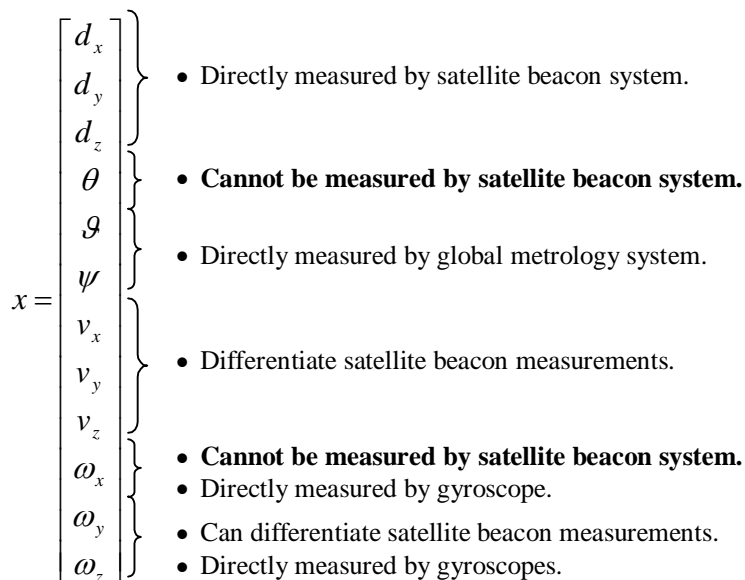 d_x
• Directly measured by satellite beacon system.
d_y
d_z
θ
• Cannot be measured by satellite beacon system.
ϑ
• Directly measured by global metrology system.
ψ
x =
v_x
• Differentiate satellite beacon measurements.
v_y
v_z
• Cannot be measured by satellite beacon system.
ω_x
• Directly measured by gyroscope.
ω_y
• Can differentiate satellite beacon measurements.
ω_z
• Directly measured by gyroscopes.